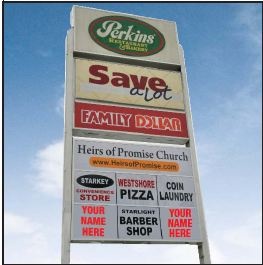 Perkins
RESTAURANT
& BAKERY
Save
a Lot
FAMILY DOLLAR
Heirs of Promise Church
www.HeirsofPromise.com
STARKEY
CONVENIENCE
STORE
WESTSHORE
PIZZA
COIN
LAUNDRY
YOUR
NAME
HERE
STARLIGHT
BARBER
SHOP
YOUR
NAME
HERE